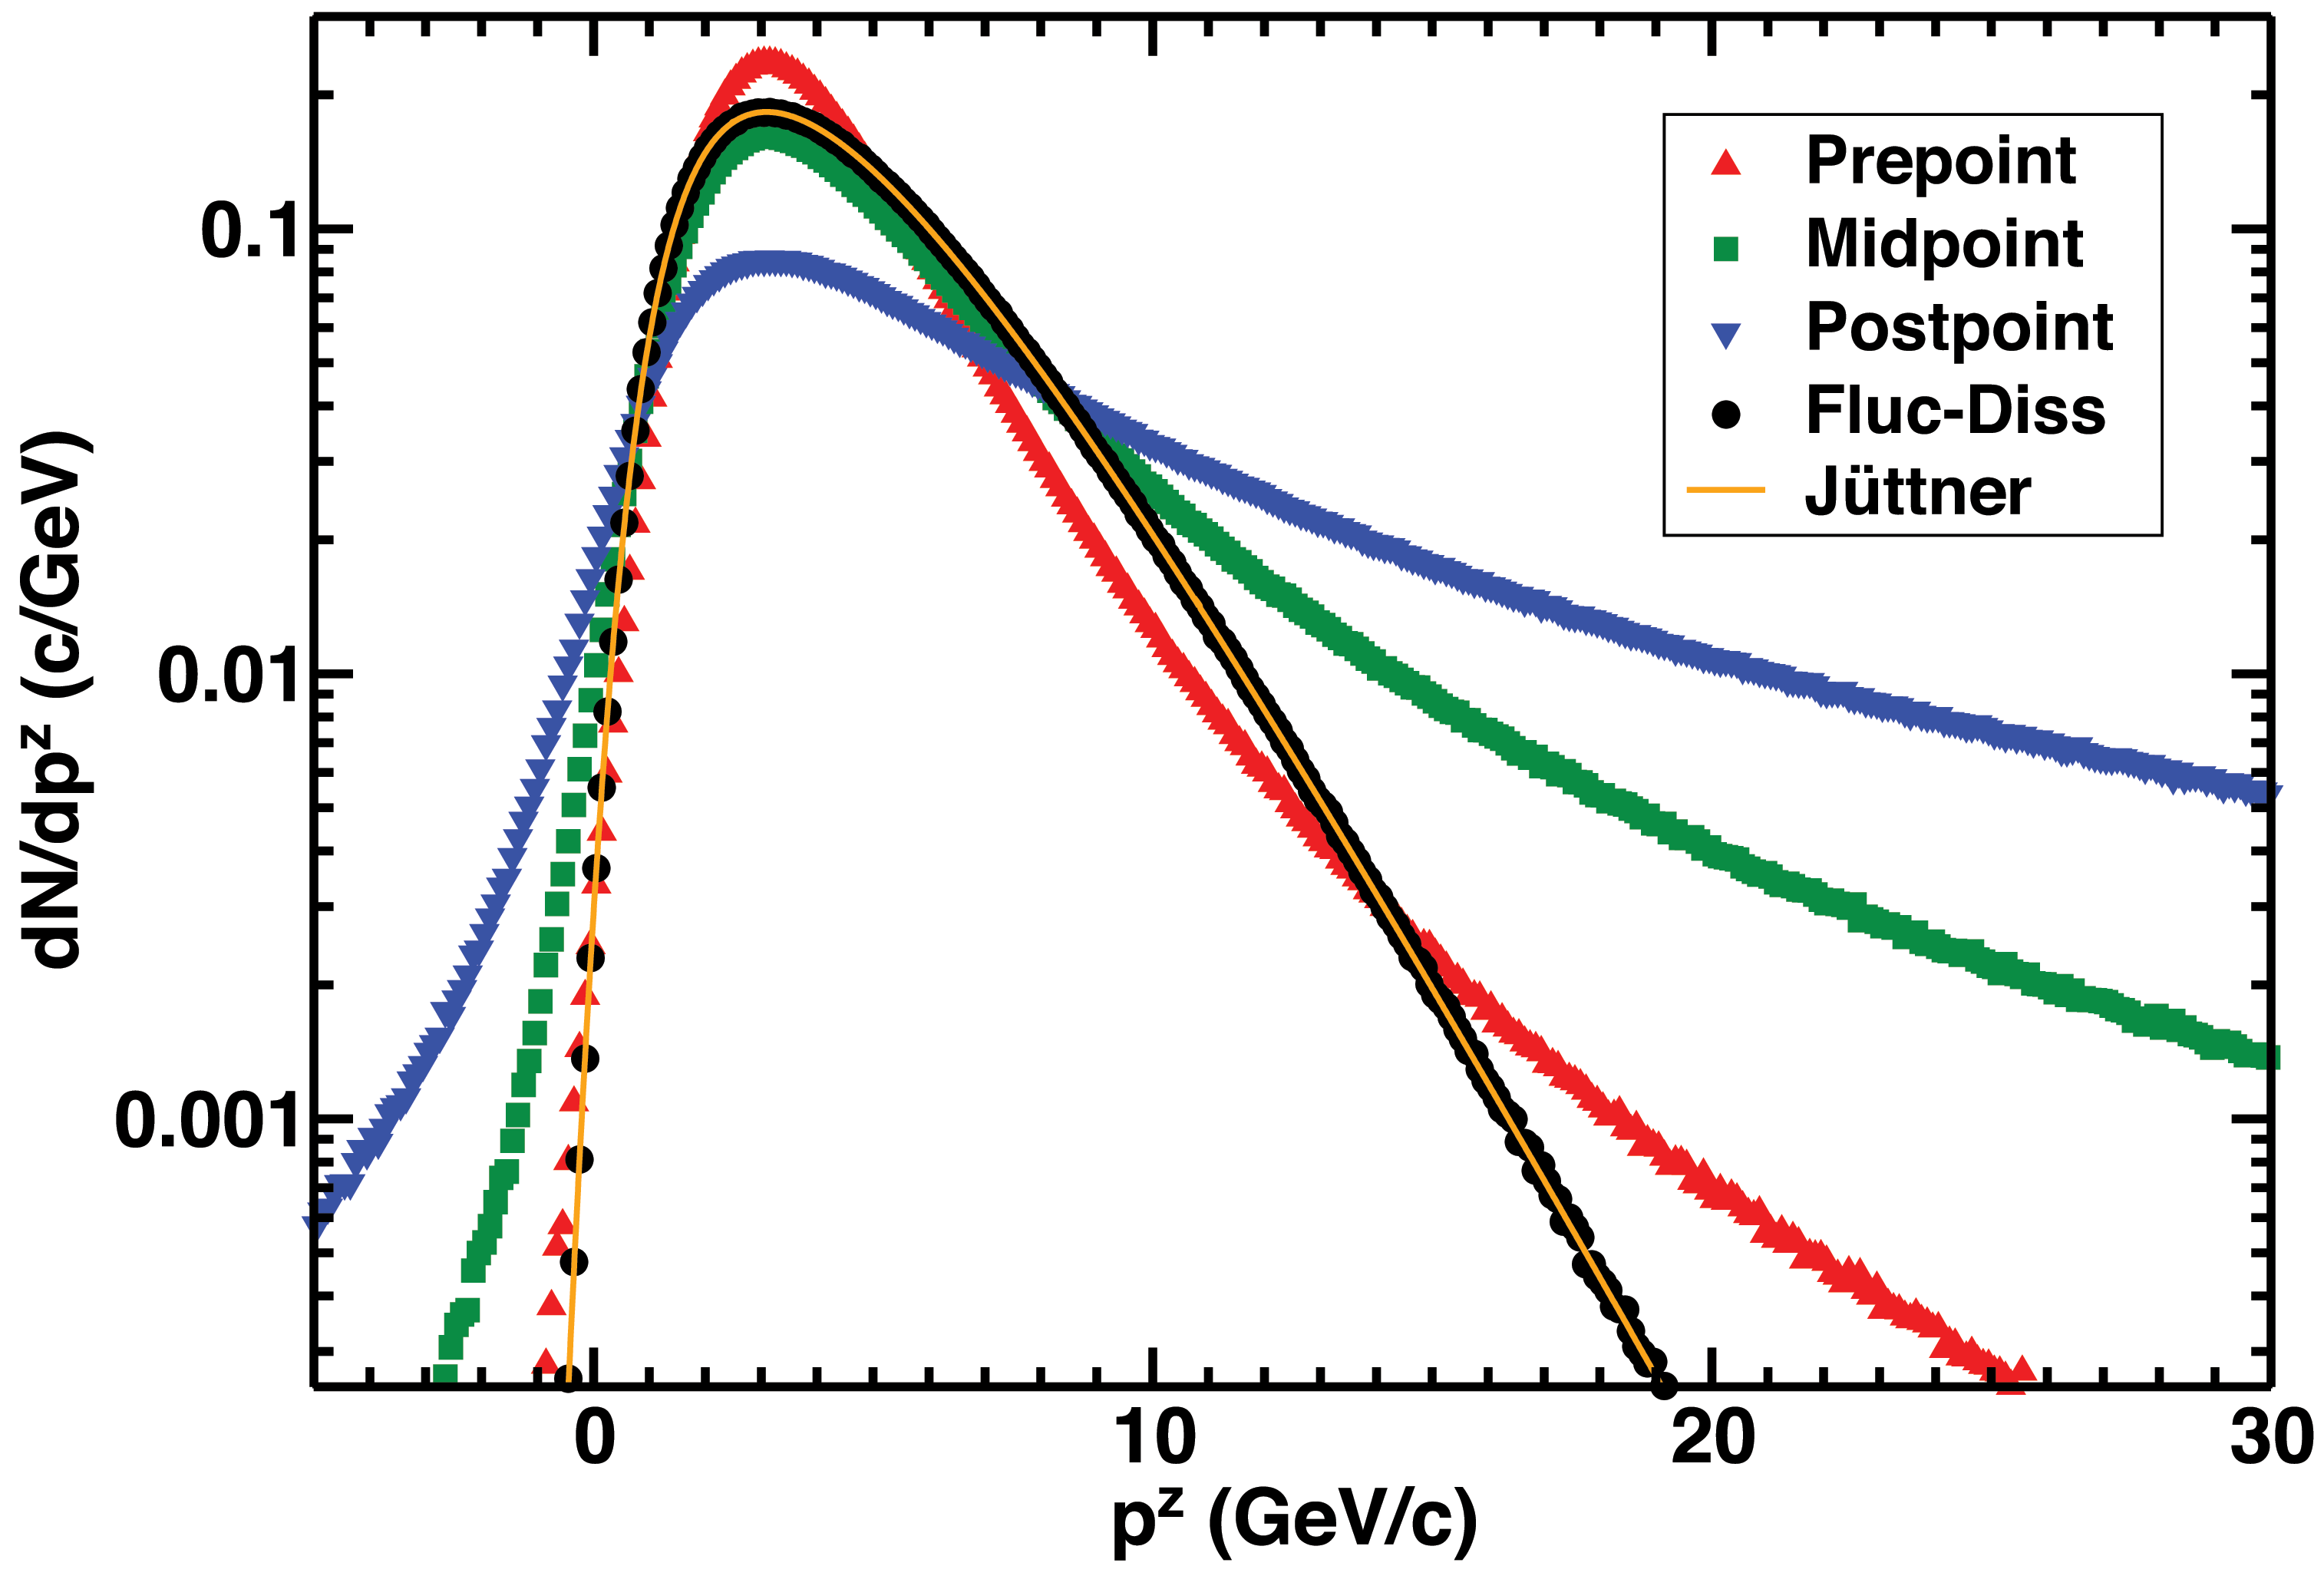 Prepoint
Midpoint
Postpoint
Fluc-Diss
Jüttner
0.1
0.01
0.001
dN/dp^z (c/GeV)
0 10 20 30
p^z (GeV/c)